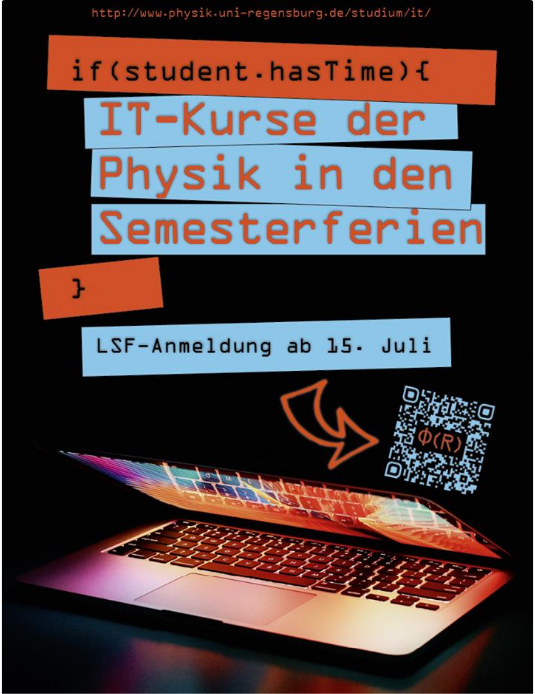 http://www.physik.uni-regensburg.de/studium/it/
if(student.hasTime){
IT-Kurse der
Physik in den
Semesterferien
}
LSF-Anmeldung ab 15. Juli
Φ(R)